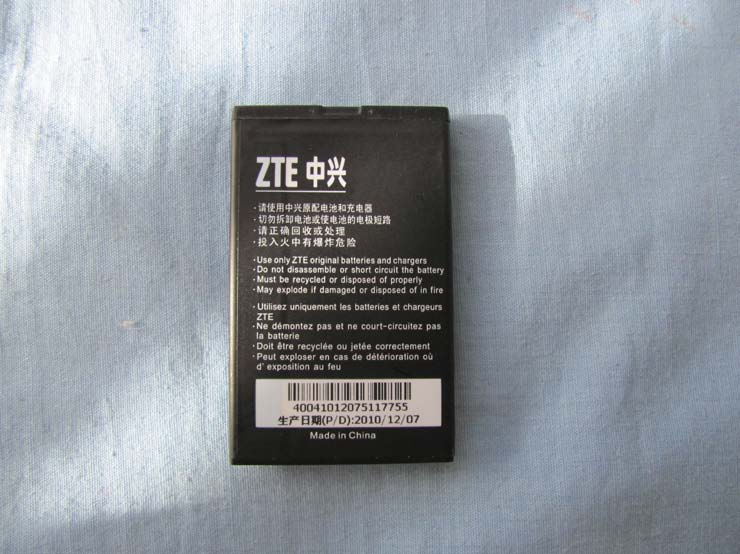 ZTE 中兴
·请使用中兴原配电池和充电器
·切勿拆卸电池或使电池的电极短路
·请正确回收或处理
·投入火中有爆炸危险
·Use only ZTE original batteries and chargers
·Do not disassemble or short circuit the battery
·Must be recycled or disposed of properly
·May explode if damaged or disposed of in fire
·Utilisez uniquement les batteries et chargeurs
ZTE
·Ne démontez pas et ne court-circuitez pas
la batterie
·Doit être recyclée ou jetée correctement
·Peut exploser en cas de détérioration où
d' exposition au feu
40041012075117755
生产日期(P/D):2010/12/07
Made in China